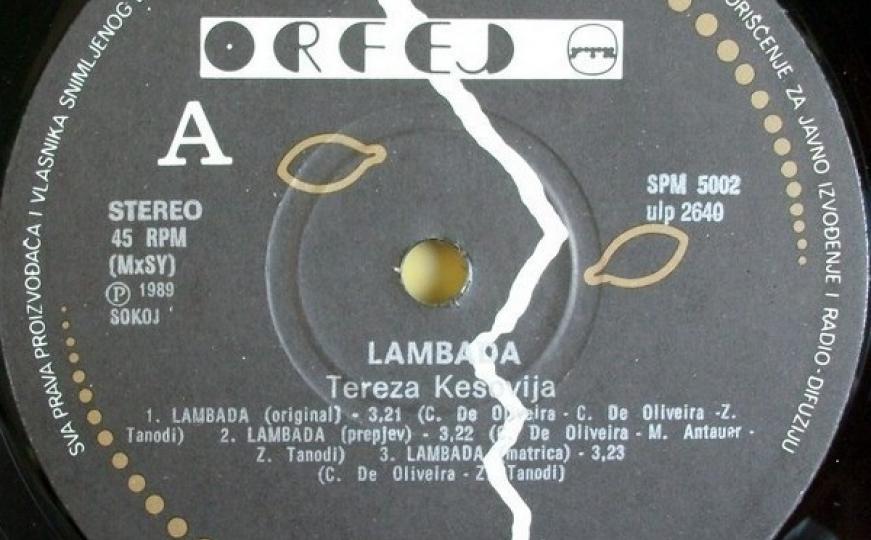 ORFEJ
A
SVA PRAVA PROIZVOĐAČA I VLASNIKA SNIMLJENOG
ZA JAVNO IZVOĐENJE I RADIO-DIFUZIJU
STEREO
45 RPM
(MxSY)
Ⓟ 1989
SOKOJ
SPM 5002
ulp 2640
LAMBADA
Tereza Kesovija
1. LAMBADA (original) - 3,21 (C. De Oliveira - C. De Oliveira -Z.
Tanodi) 2. LAMBADA (prepjev) - 3,22 (C. De Oliveira - M. Antauer -
Z. Tanodi) 3. LAMBADA (matrica) - 3,23
(C. De Oliveira - Z. Tanodi)